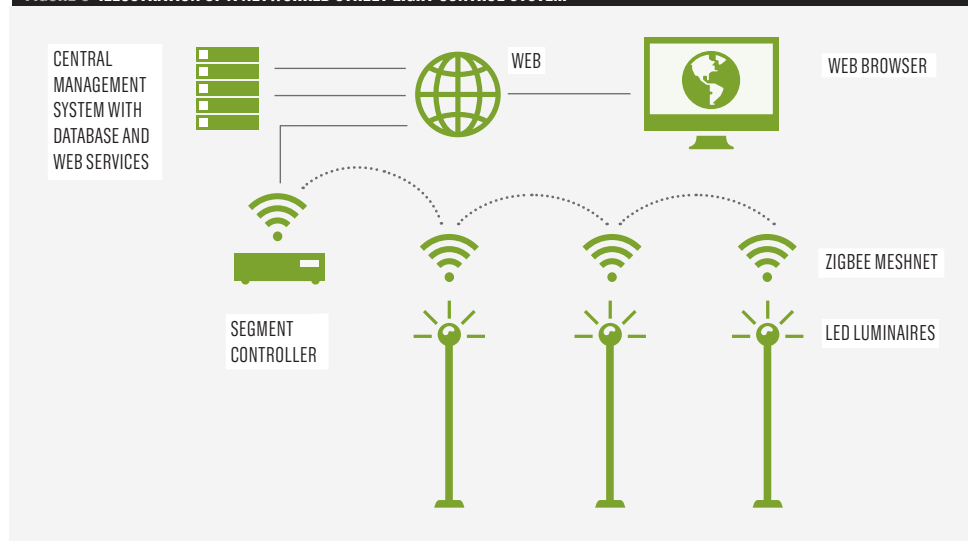 CENTRAL
MANAGEMENT
SYSTEM WITH
DATABASE AND
WEB SERVICES
WEB
WEB BROWSER
ZIGBEE MESHNET
SEGMENT
CONTROLLER
LED LUMINAIRES